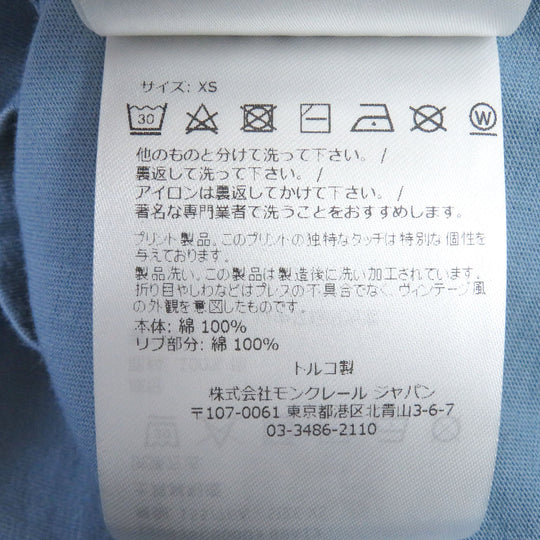 サイズ: XS
30
W
他のものと分けて洗って下さい。 /
裏返して洗って下さい。 /
アイロンは裏返してかけて下さい。 /
著名な専門業者で洗うことをおすすめします。
プリント製品。このプリントの独特なタッチは特別な個性を
与えております。
製品洗い。この製品は製造後に洗い加工されています。
折り目やしわなどはプレスの不具合でなく、ヴィンテージ風
の外観を意図したものです。
本体: 綿 100%
リブ部分: 綿 100%
トルコ製
株式会社モンクレール ジャパン
〒107-0061 東京都港区北青山3-6-7
03-3486-2110